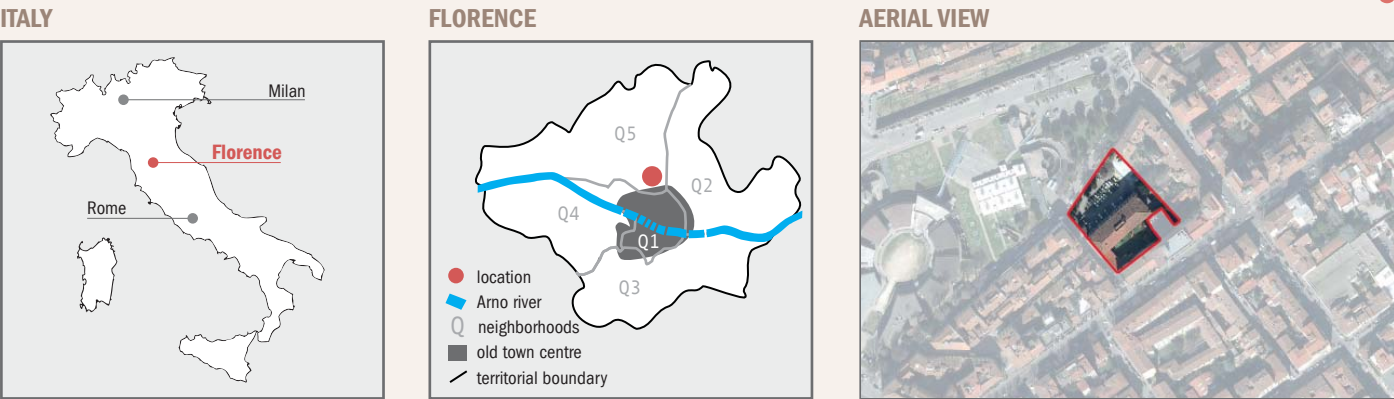 ITALY
Milan
Florence
Rome
FLORENCE
Q5
Q2
Q4
Q1
Q3
location
Arno river
Q neighborhoods
old town centre
territorial boundary
AERIAL VIEW